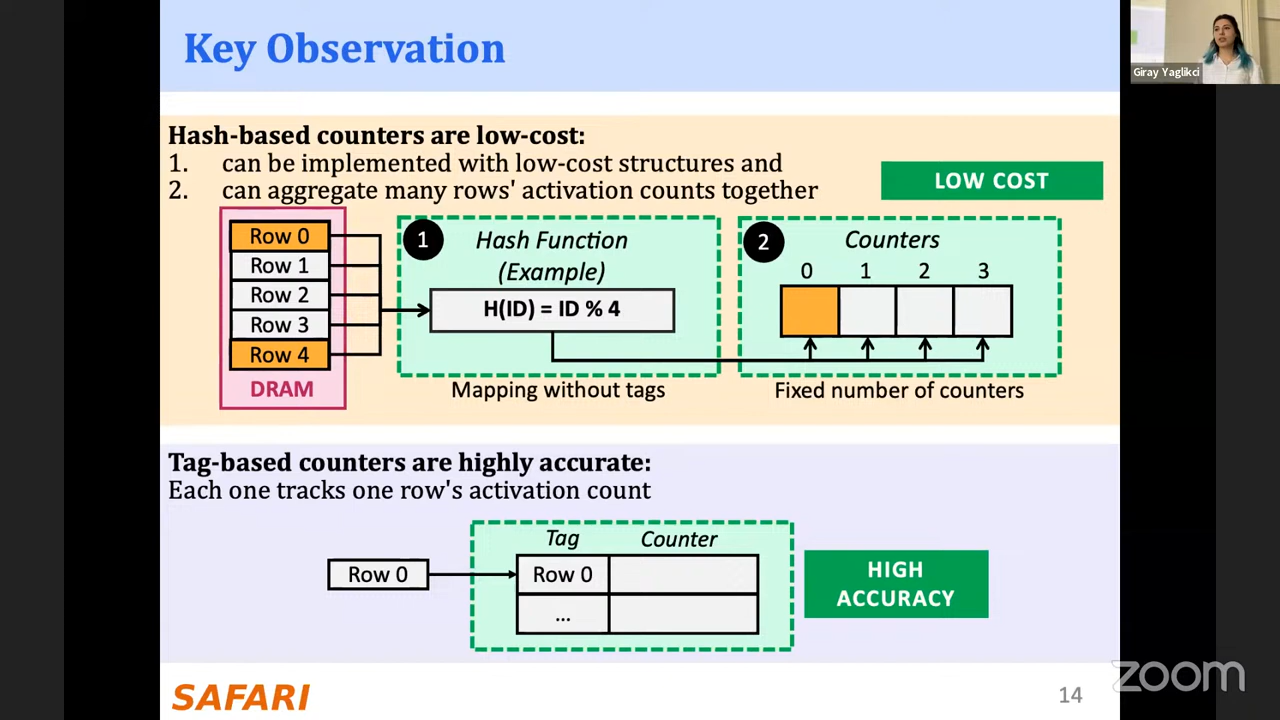 Key Observation
Giray Yaglikci
Hash-based counters are low-cost:
1. can be implemented with low-cost structures and
2. can aggregate many rows' activation counts together
LOW COST
Row 0
Row 1
Row 2
Row 3
Row 4
DRAM
1
Hash Function
(Example)
H(ID) = ID % 4
Mapping without tags
2
Counters
0 1 2 3
Fixed number of counters
Tag-based counters are highly accurate:
Each one tracks one row's activation count
Row 0
Tag Counter
Row 0
...
HIGH
ACCURACY
SAFARI
14
zoom